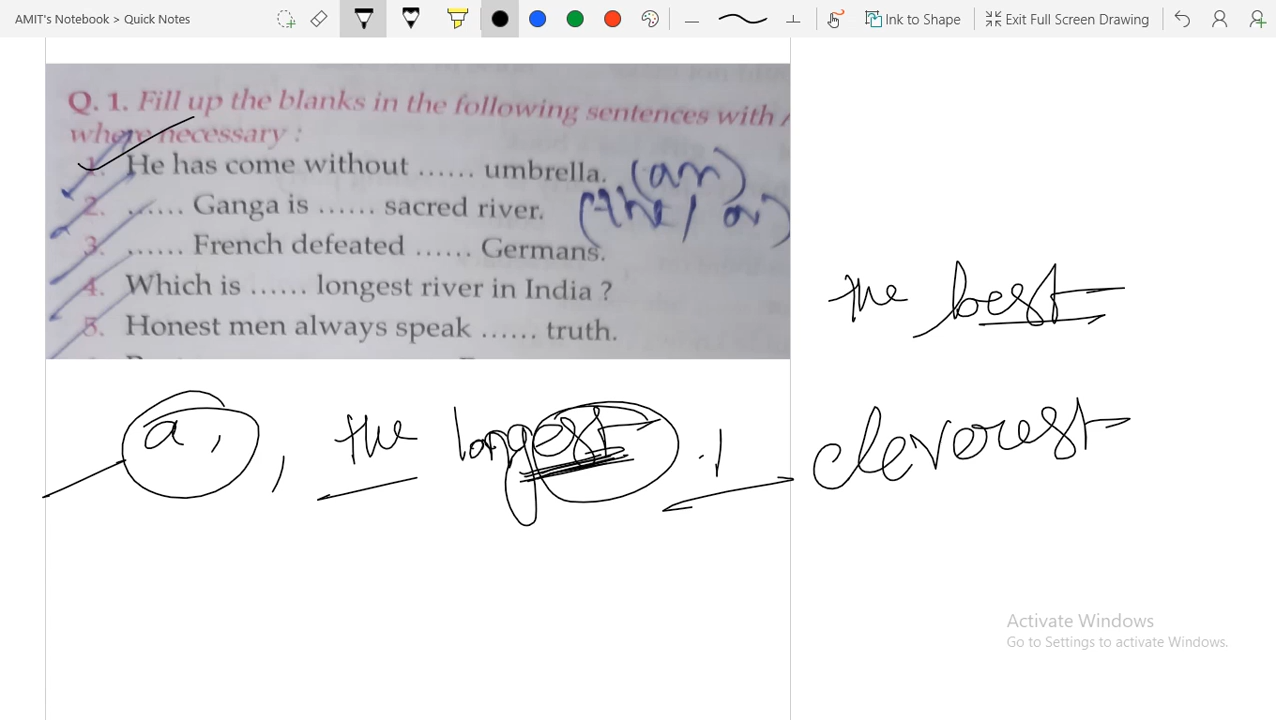 AMIT's Notebook > Quick Notes
Ink to Shape
Exit Full Screen Drawing
Q. 1. Fill up the blanks in the following sentences with
where necessary :
1. He has come without ...... umbrella. (an)
2. ...... Ganga is ...... sacred river. (the / a)
3. ...... French defeated ...... Germans.
4. Which is ...... longest river in India ?
5. Honest men always speak ...... truth.
the best
a, , the longest
cleverest
Activate Windows
Go to Settings to activate Windows.